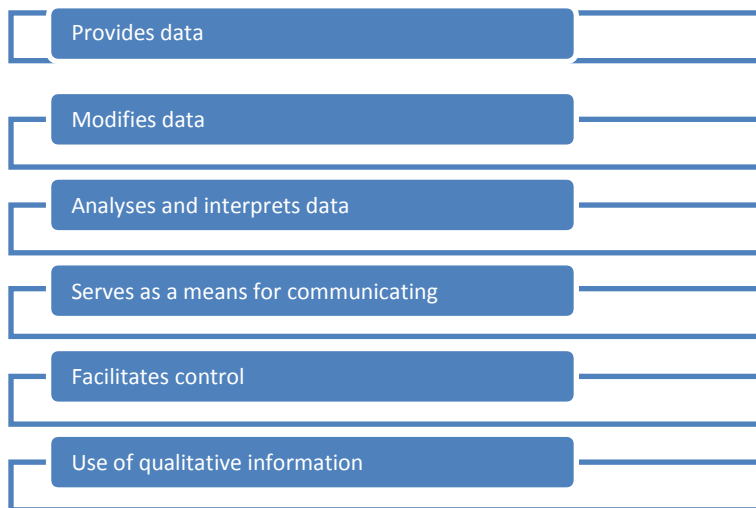 Provides data
Modifies data
Analyses and interprets data
Serves as a means for communicating
Facilitates control
Use of qualitative information